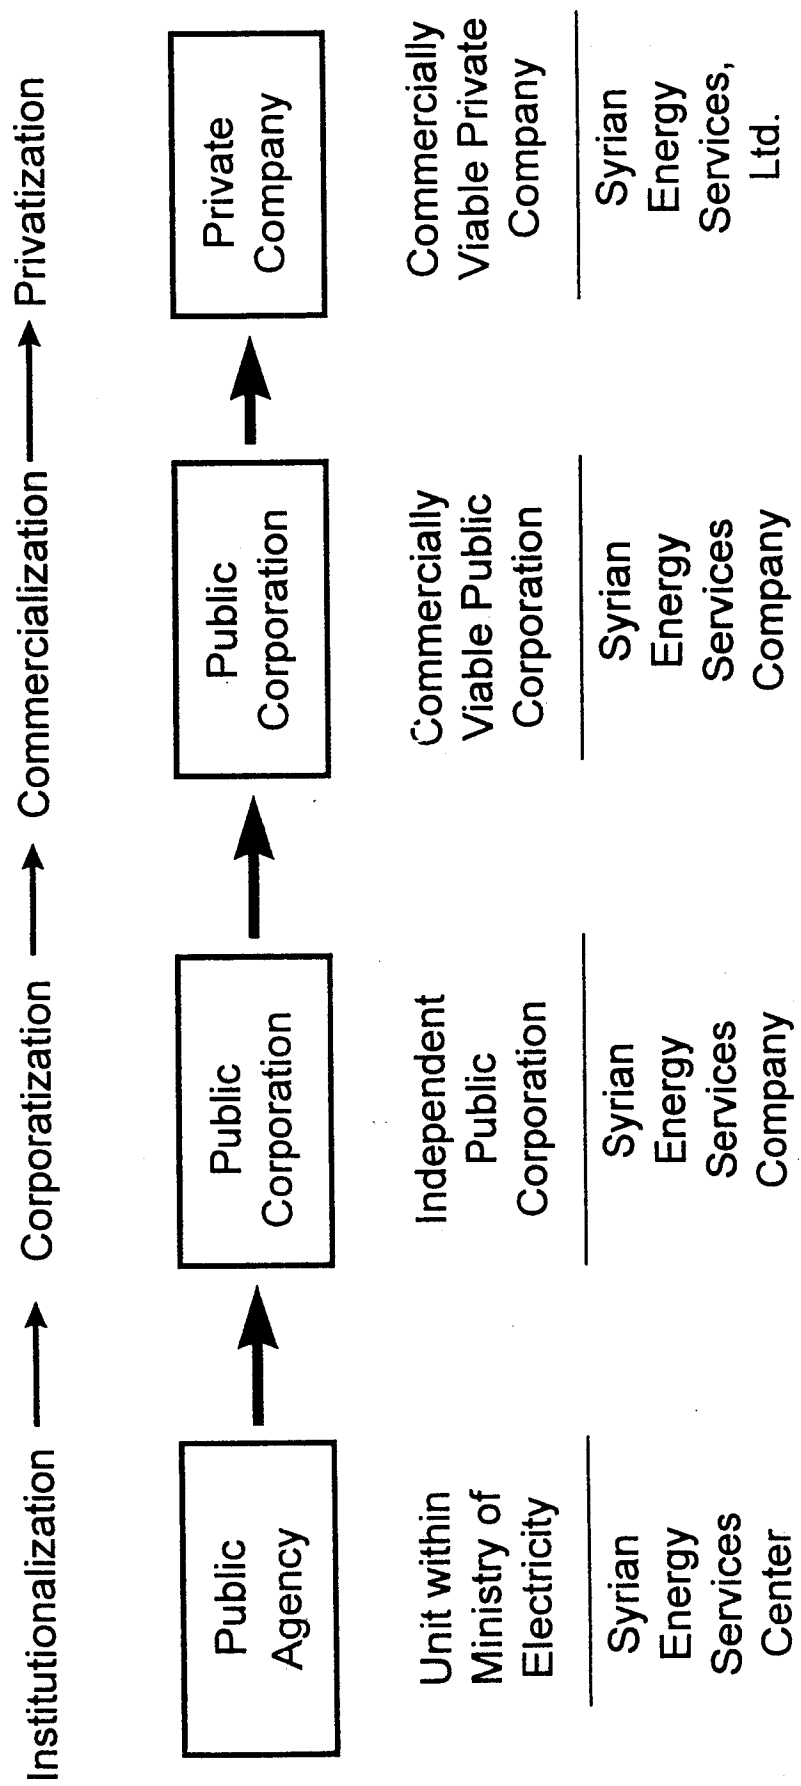 Institutionalization
Corporatization
Commercialization
Privatization
Public
Agency
Public
Corporation
Public
Corporation
Private
Company
Unit within
Ministry of
Electricity
Independent
Public
Corporation
Commercially
Viable Public
Corporation
Commercially
Viable Private
Company
Syrian
Energy
Services
Center
Syrian
Energy
Services
Company
Syrian
Energy
Services
Company
Syrian
Energy
Services,
Ltd.